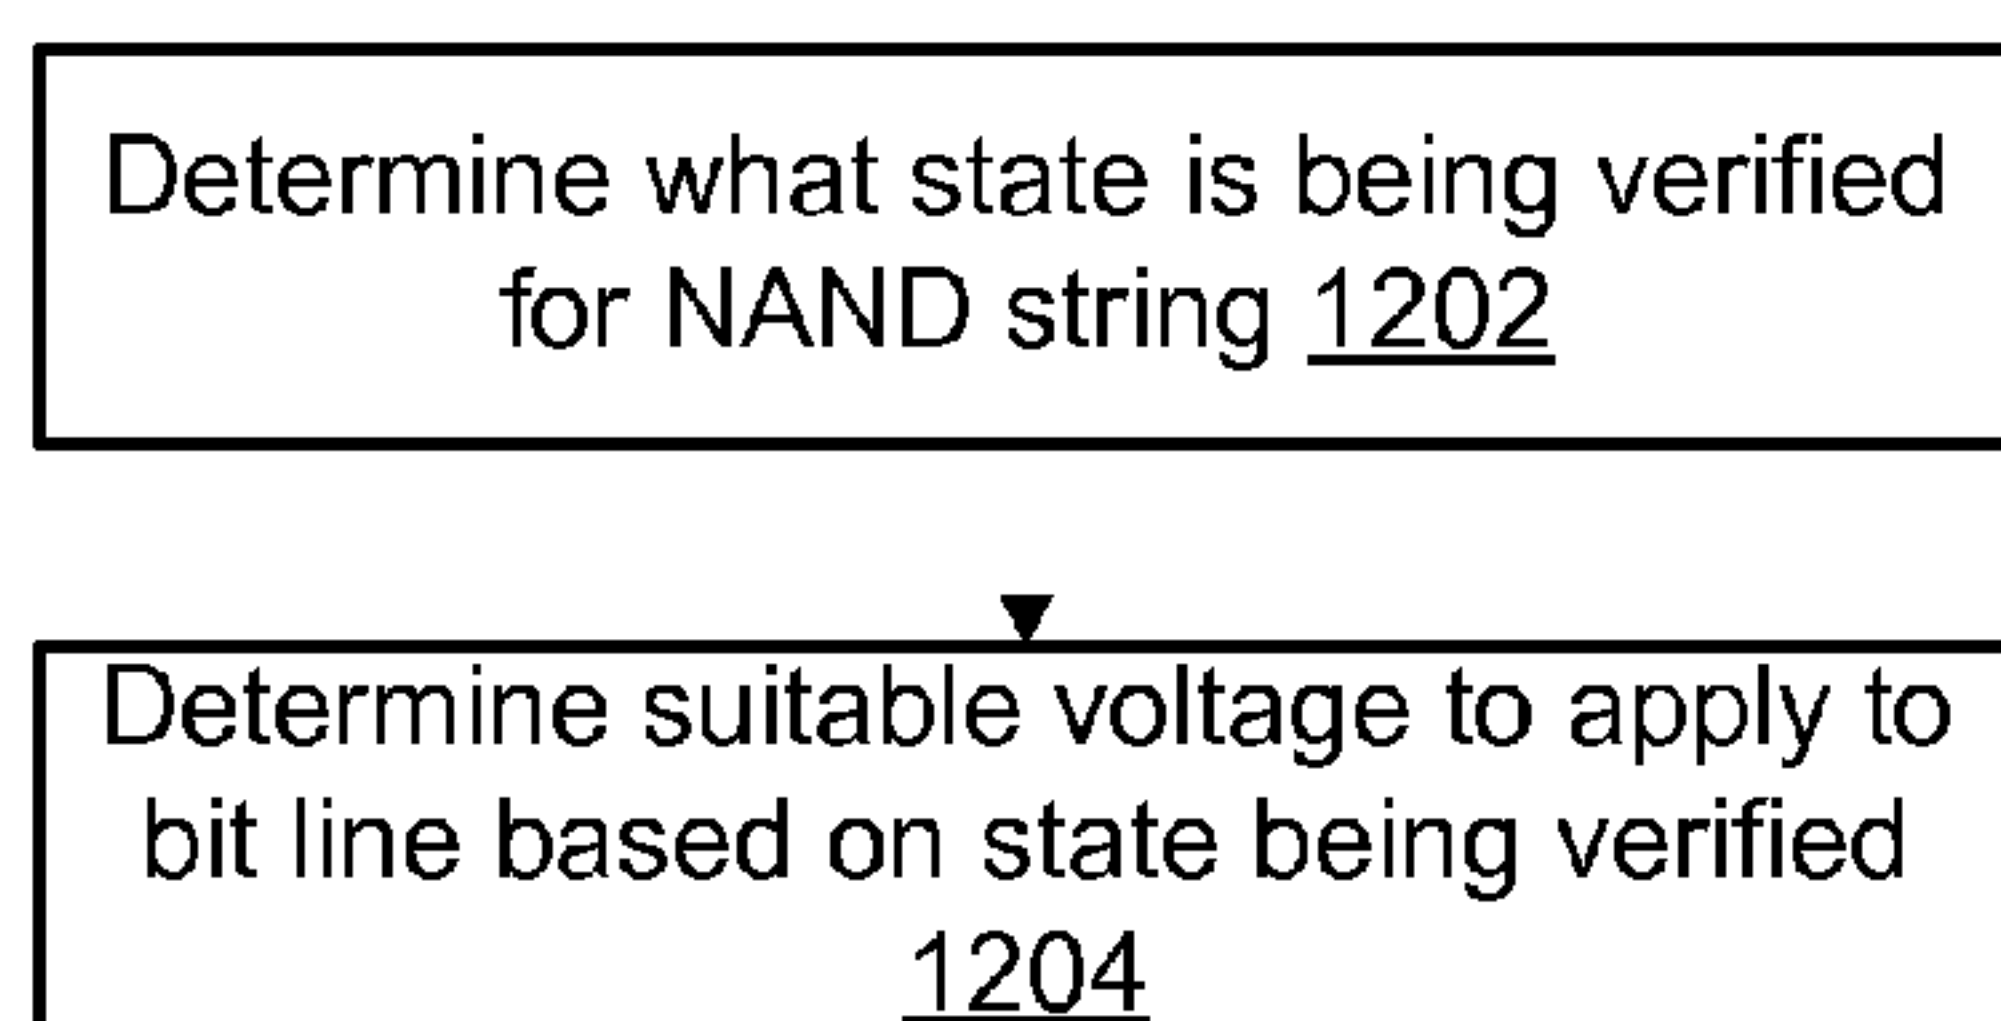 Determine what state is being verified
for NAND string 1202
Determine suitable voltage to apply to
bit line based on state being verified
1204